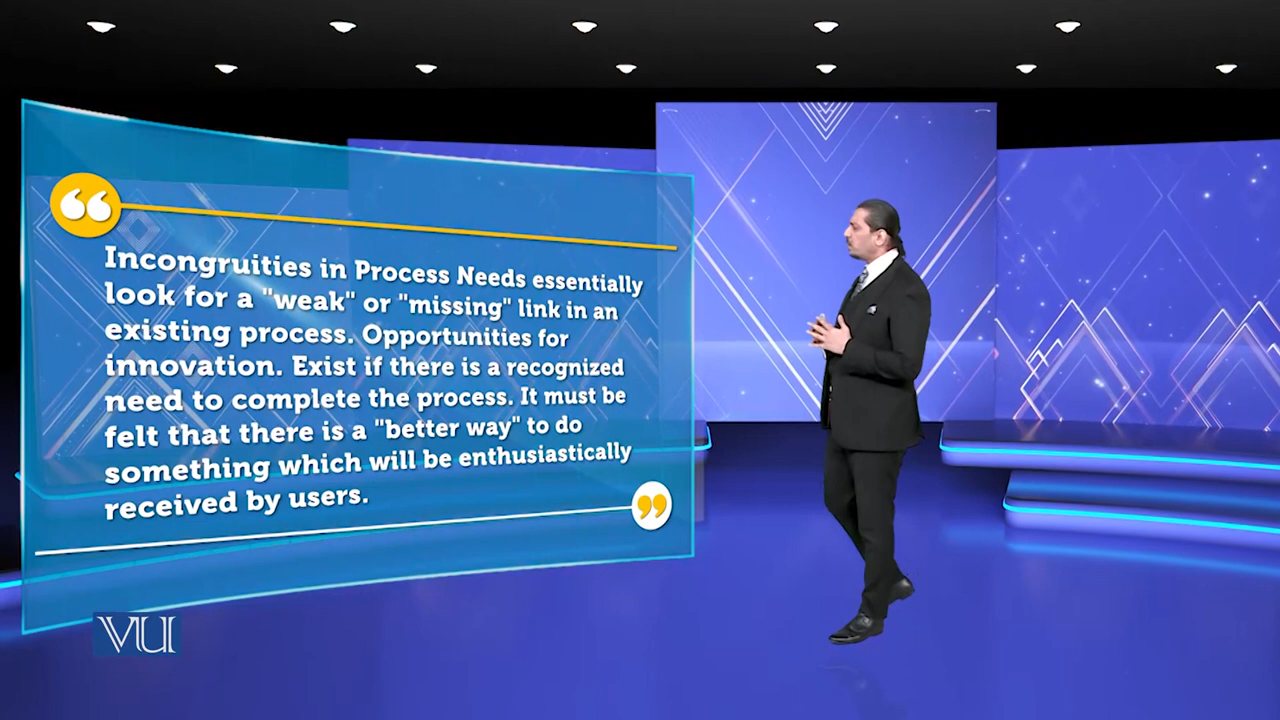 Incongruities in Process Needs essentially
look for a "weak" or "missing" link in an
existing process. Opportunities for
innovation. Exist if there is a recognized
need to complete the process. It must be
felt that there is a "better way" to do
something which will be enthusiastically
received by users.
VU